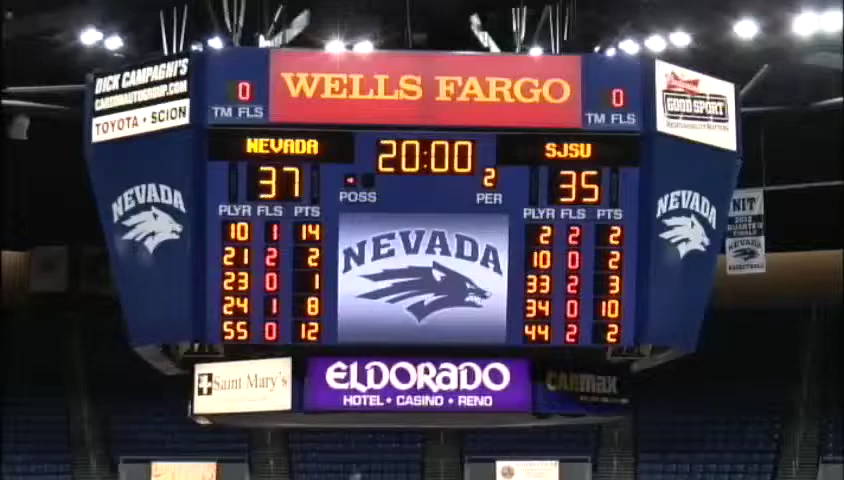 DICK CAMPAGNI'S
CARSONAUTOGROUP.COM
TOYOTA • SCION
0
TM FLS
WELLS FARGO
0
TM FLS
GOOD SPORT
NEVADA
20:00
SJSU
37
POSS
2
PER
35
PLYR FLS PTS
10 1 14
21 2 2
23 0 1
24 1 8
55 0 12
PLYR FLS PTS
2 2 2
10 0 2
33 2 3
34 0 10
44 2 2
NEVADA
NEVADA
NEVADA
NIT
2012
NEVADA
BASKETBALL
Saint Mary's
ELDORADO
HOTEL • CASINO • RENO
CARMAX